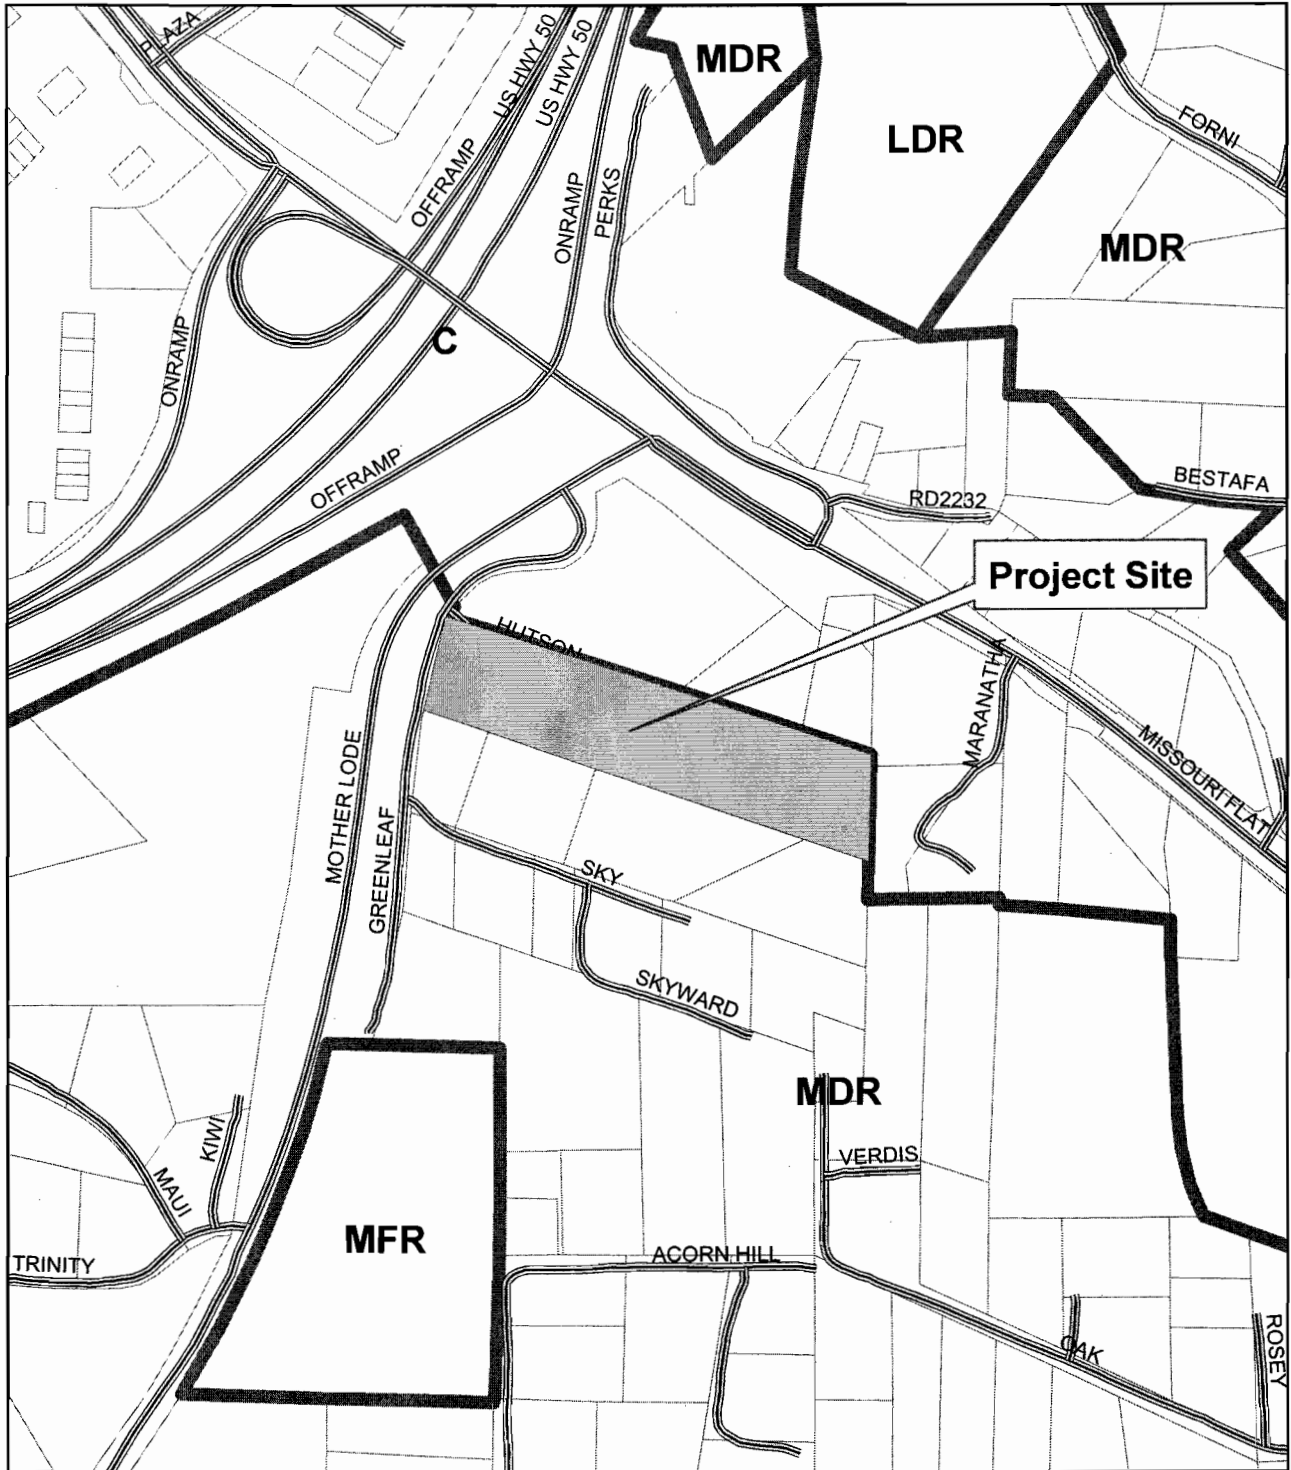 PLAZA
US HWY 50
US HWY 50
MDR
LDR
FORNI
OFFRAMP
ONRAMP
PERKS
MDR
C
ONRAMP
OFFRAMP
BESTAFA
RD2232
Project Site
HUTSON
MARANATHA
MISSOURI FLAT
MOTHER LODE
GREENLEAF
SKY
SKYWARD
MDR
KIWI
MAUI
VERDIS
MFR
TRINITY
ACORN HILL
OAK
ROSEY